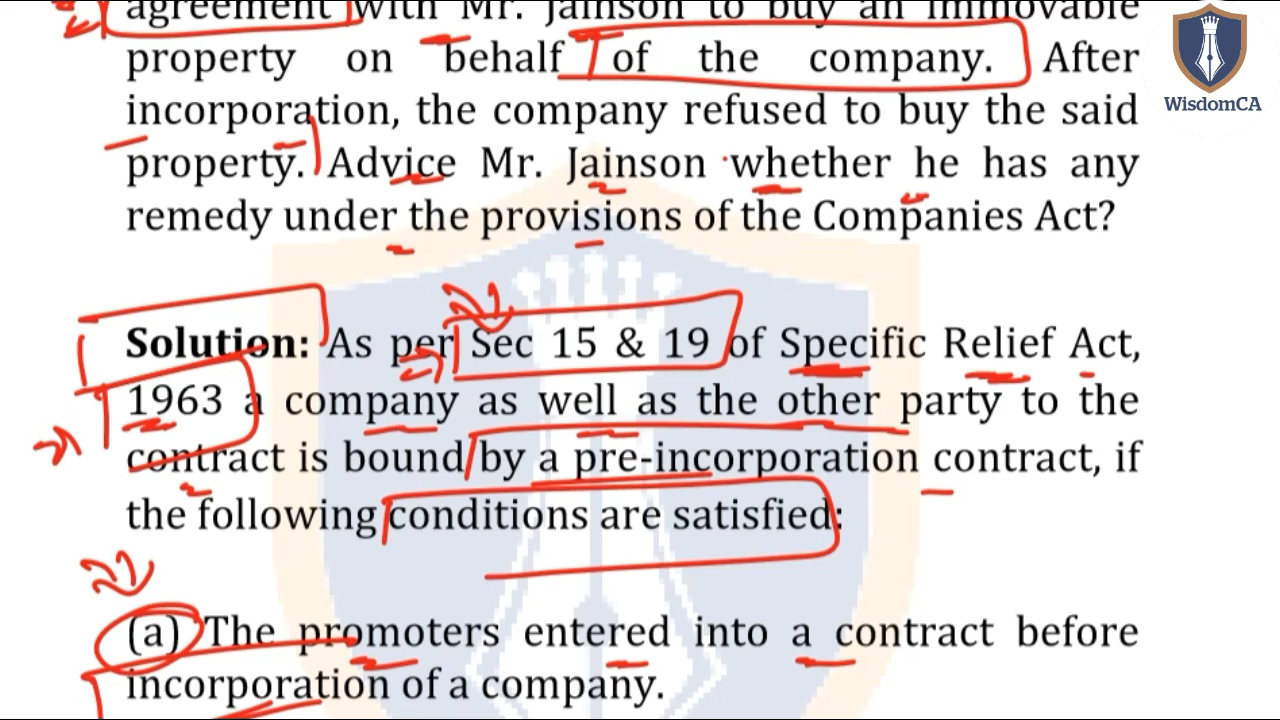 agreement with Mr. Jainson to buy an immovable
property on behalf of the company. After
incorporation, the company refused to buy the said
property. Advice Mr. Jainson whether he has any
remedy under the provisions of the Companies Act?
Solution: As per Sec 15 & 19 of Specific Relief Act,
1963 a company as well as the other party to the
contract is bound by a pre-incorporation contract, if
the following conditions are satisfied:
(a) The promoters entered into a contract before
incorporation of a company.
WisdomCA